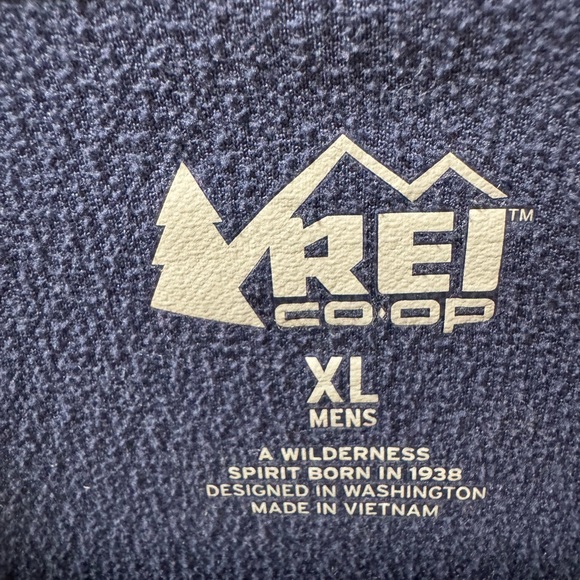 REI™
CO·OP
XL
MENS
A WILDERNESS
SPIRIT BORN IN 1938
DESIGNED IN WASHINGTON
MADE IN VIETNAM